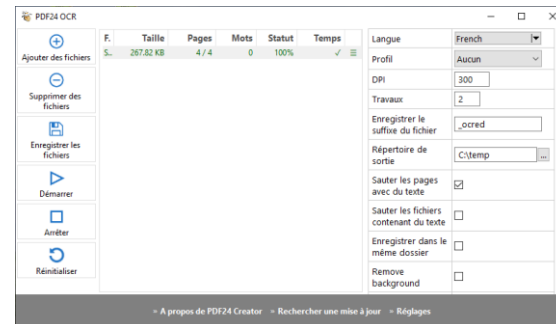 PDF24 OCR
Ajouter des fichiers
Supprimer des
fichiers
Enregistrer les
fichiers
Démarrer
Arrêter
Réinitialiser
F. Taille Pages Mots Statut Temps
S... 267.82 KB 4 / 4 0 100% ✓
Langue French
Profil Aucun
DPI 300
Travaux 2
Enregistrer le
suffixe du fichier _ocred
Répertoire de
sortie C:\temp ...
Sauter les pages
avec du texte
Sauter les fichiers
contenant du texte
Enregistrer dans le
même dossier
Remove
background
» A propos de PDF24 Creator » Rechercher une mise à jour » Réglages